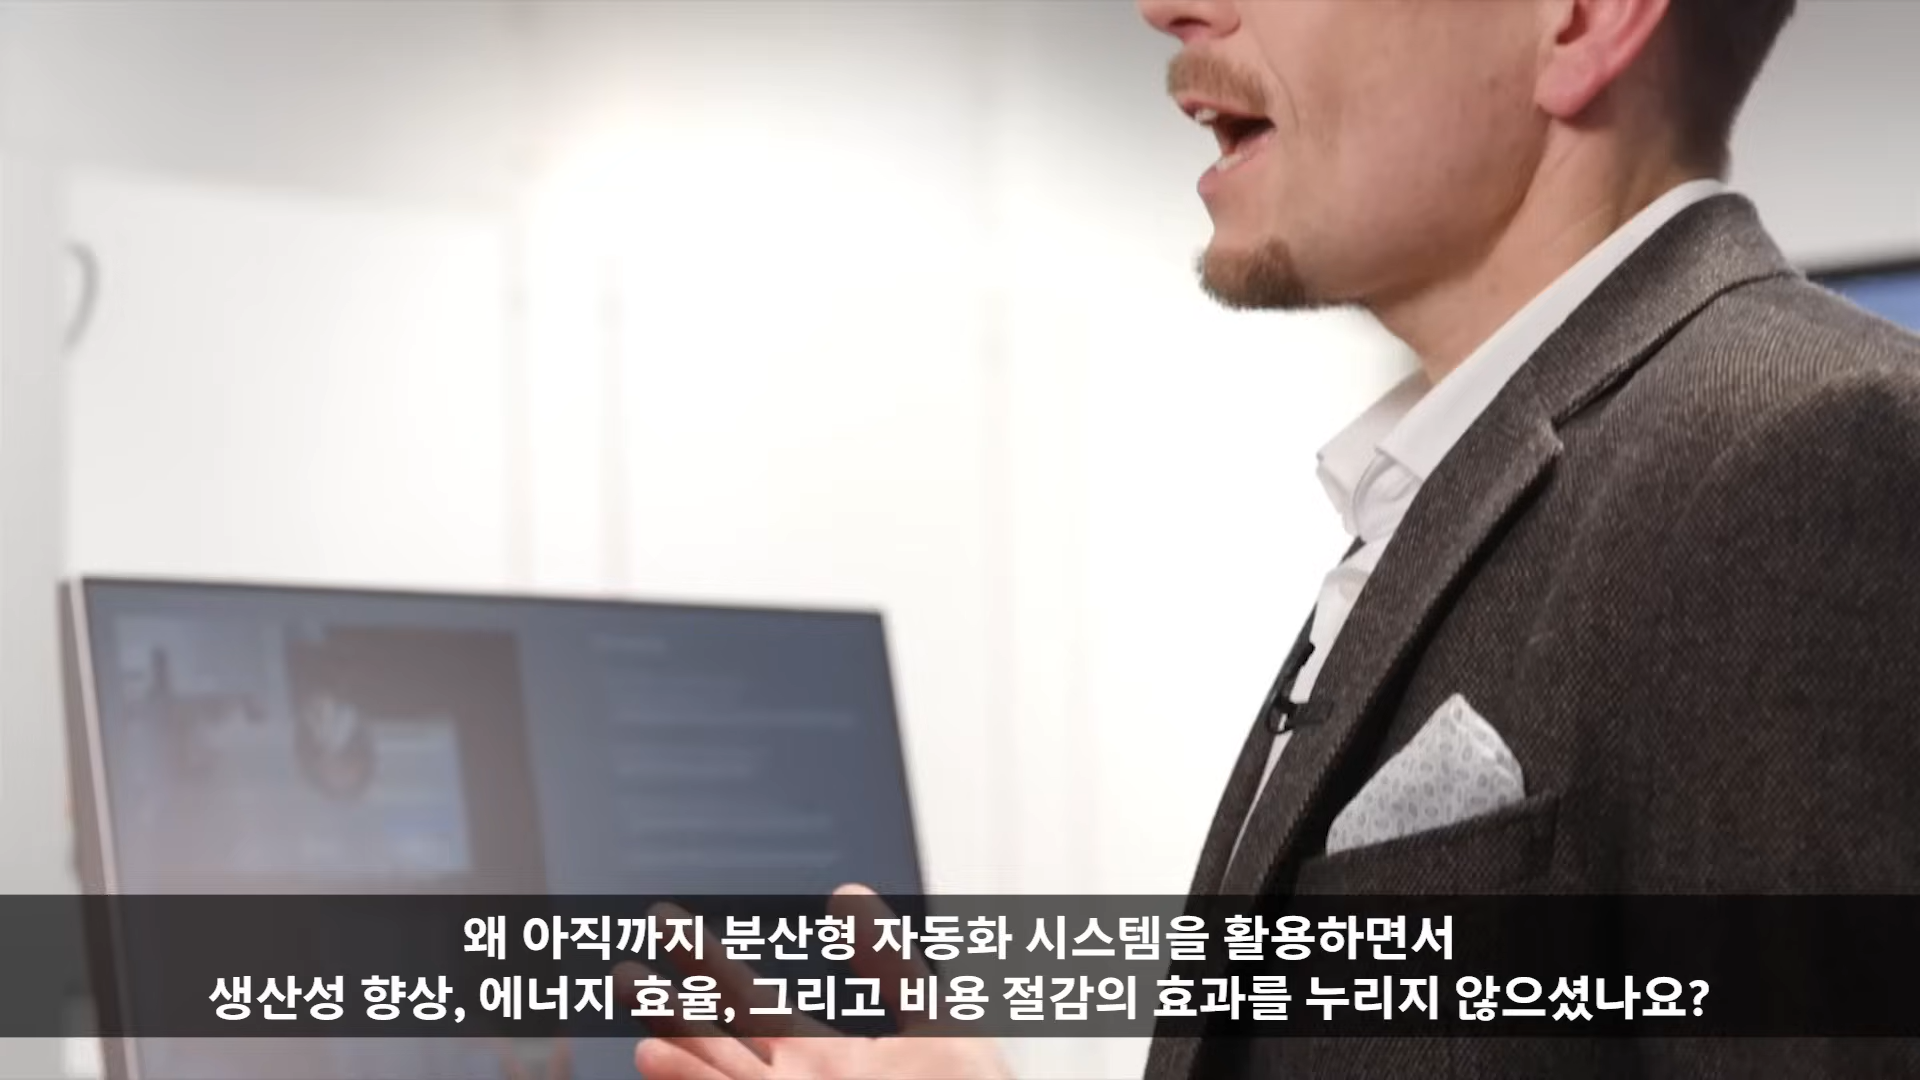 왜 아직까지 분산형 자동화 시스템을 활용하면서
생산성 향상, 에너지 효율, 그리고 비용 절감의 효과를 누리지 않으셨나요?